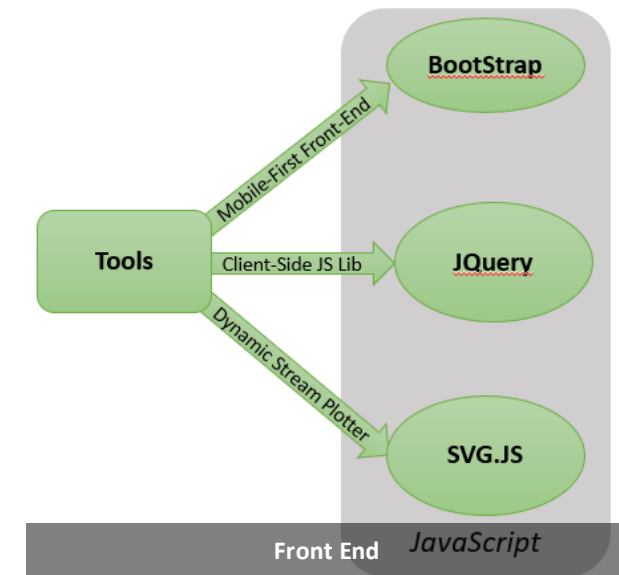 BootStrap
Mobile-First Front-End
Tools
Client-Side JS Lib
JQuery
Dynamic Stream Plotter
SVG.JS
JavaScript
Front End